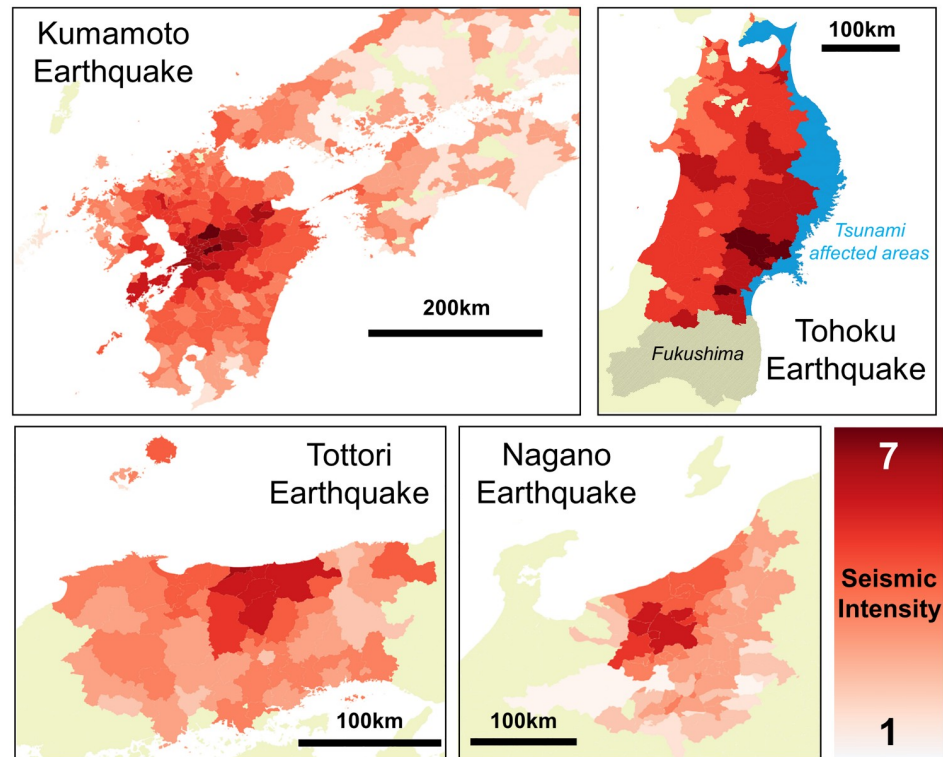 Kumamoto
Earthquake
200km
100km
Tsunami
affected areas
Fukushima
Tohoku
Earthquake
Tottori
Earthquake
100km
Nagano
Earthquake
100km
7
Seismic
Intensity
1